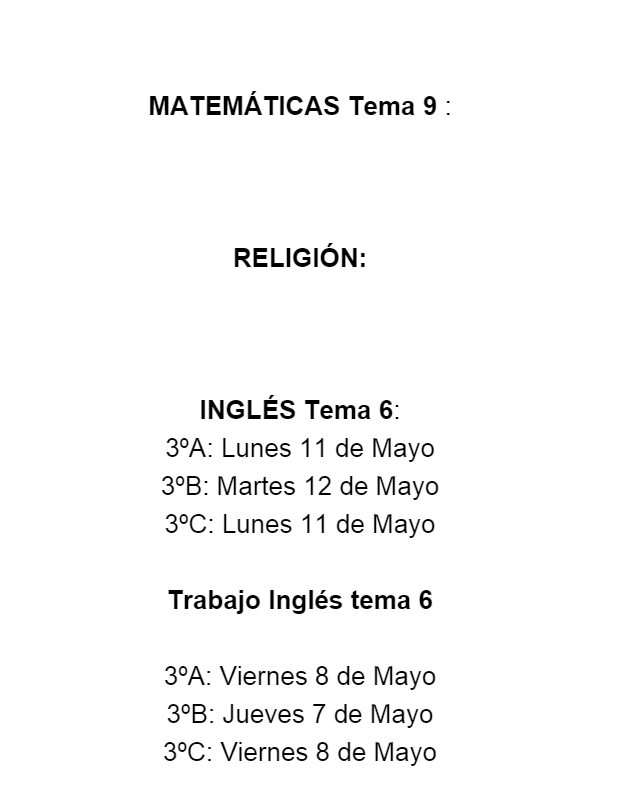 MATEMÁTICAS Tema 9 :
RELIGIÓN:
INGLÉS Tema 6:
3ºA: Lunes 11 de Mayo
3ºB: Martes 12 de Mayo
3ºC: Lunes 11 de Mayo
Trabajo Inglés tema 6
3ºA: Viernes 8 de Mayo
3ºB: Jueves 7 de Mayo
3ºC: Viernes 8 de Mayo